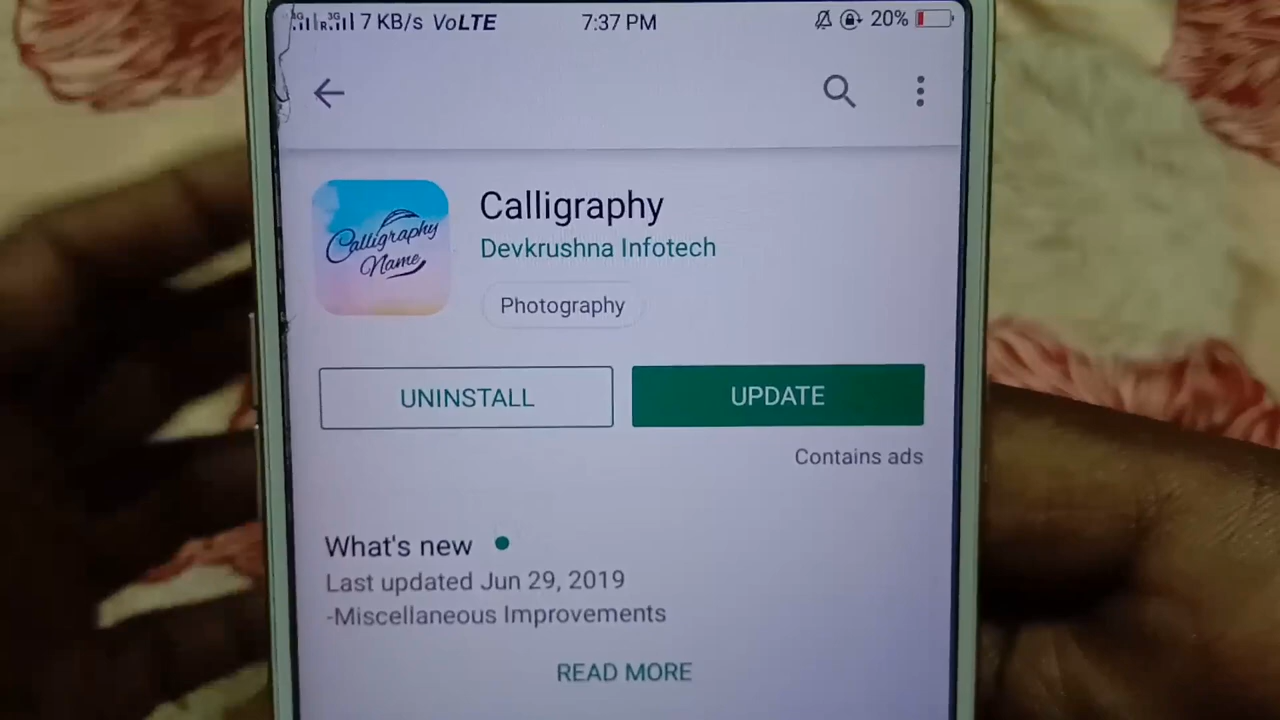 7 KB/s VoLTE 7:37 PM 20%
Calligraphy
Name
Calligraphy
Devkrushna Infotech
Photography
UNINSTALL UPDATE
Contains ads
What's new
Last updated Jun 29, 2019
-Miscellaneous Improvements
READ MORE